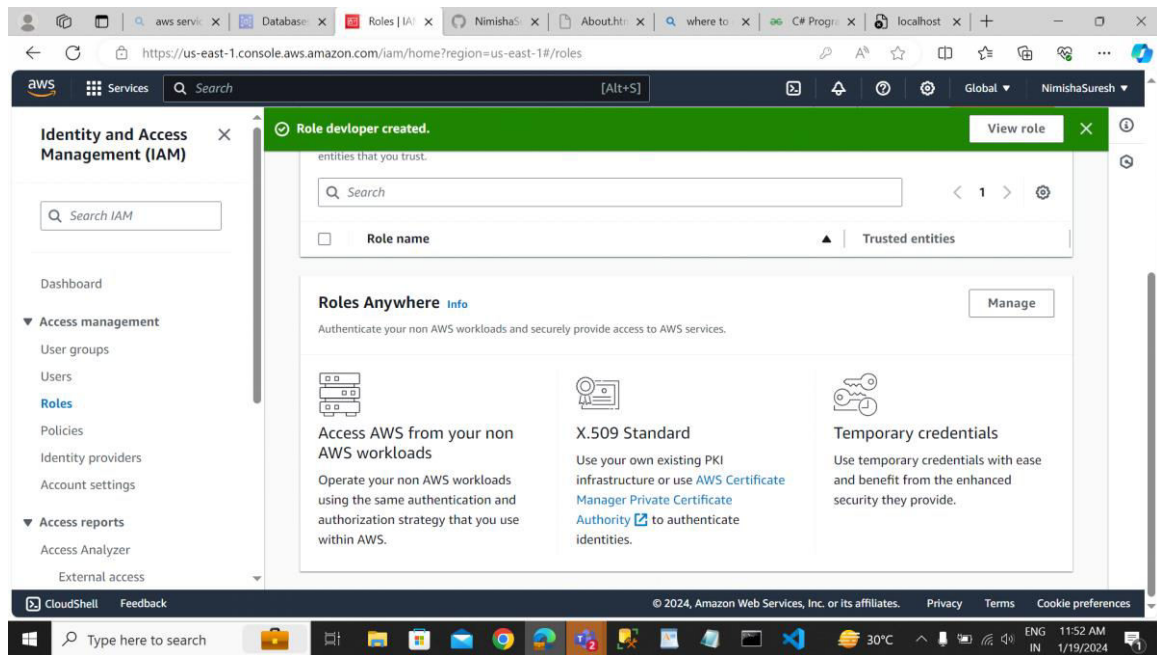 aws servic
Database
Roles | IA
NimishaS
About.htn
where to
C# Progra
localhost
https://us-east-1.console.aws.amazon.com/iam/home?region=us-east-1#/roles
aws
Services
Search
[Alt+S]
Global
NimishaSuresh
Identity and Access
Management (IAM)
Search IAM
Dashboard
Access management
User groups
Users
Roles
Policies
Identity providers
Account settings
Access reports
Access Analyzer
External access
Role devloper created.
View role
entities that you trust.
Search
1
Role name
Trusted entities
Roles Anywhere Info
Manage
Authenticate your non AWS workloads and securely provide access to AWS services.
Access AWS from your non
AWS workloads
Operate your non AWS workloads
using the same authentication and
authorization strategy that you use
within AWS.
X.509 Standard
Use your own existing PKI
infrastructure or use AWS Certificate
Manager Private Certificate
Authority to authenticate
identities.
Temporary credentials
Use temporary credentials with ease
and benefit from the enhanced
security they provide.
CloudShell
Feedback
© 2024, Amazon Web Services, Inc. or its affiliates.
Privacy
Terms
Cookie preferences
Type here to search
30°C
ENG
IN
11:52 AM
1/19/2024